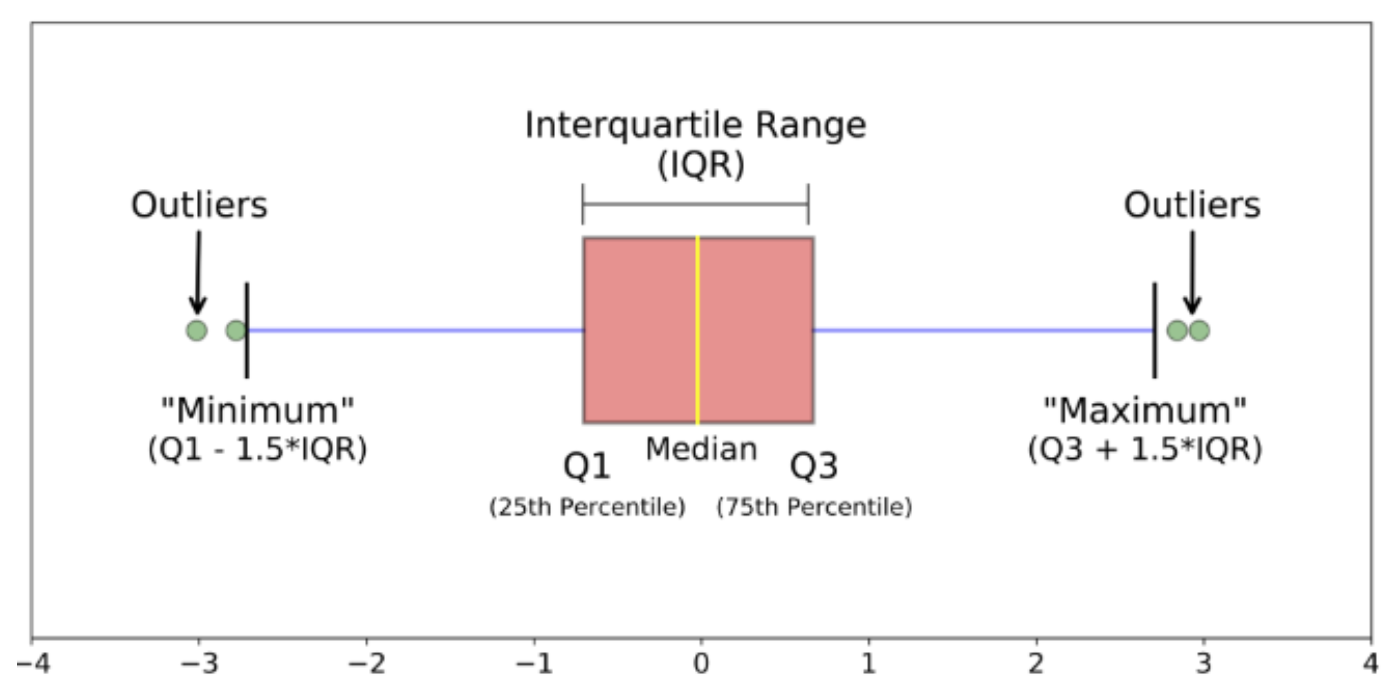 Interquartile Range
(IQR)
Outliers
Outliers
"Minimum"
(Q1 - 1.5*IQR)
"Maximum"
(Q3 + 1.5*IQR)
Median
Q1
Q3
(25th Percentile)
(75th Percentile)
−4 −3 −2 −1 0 1 2 3 4